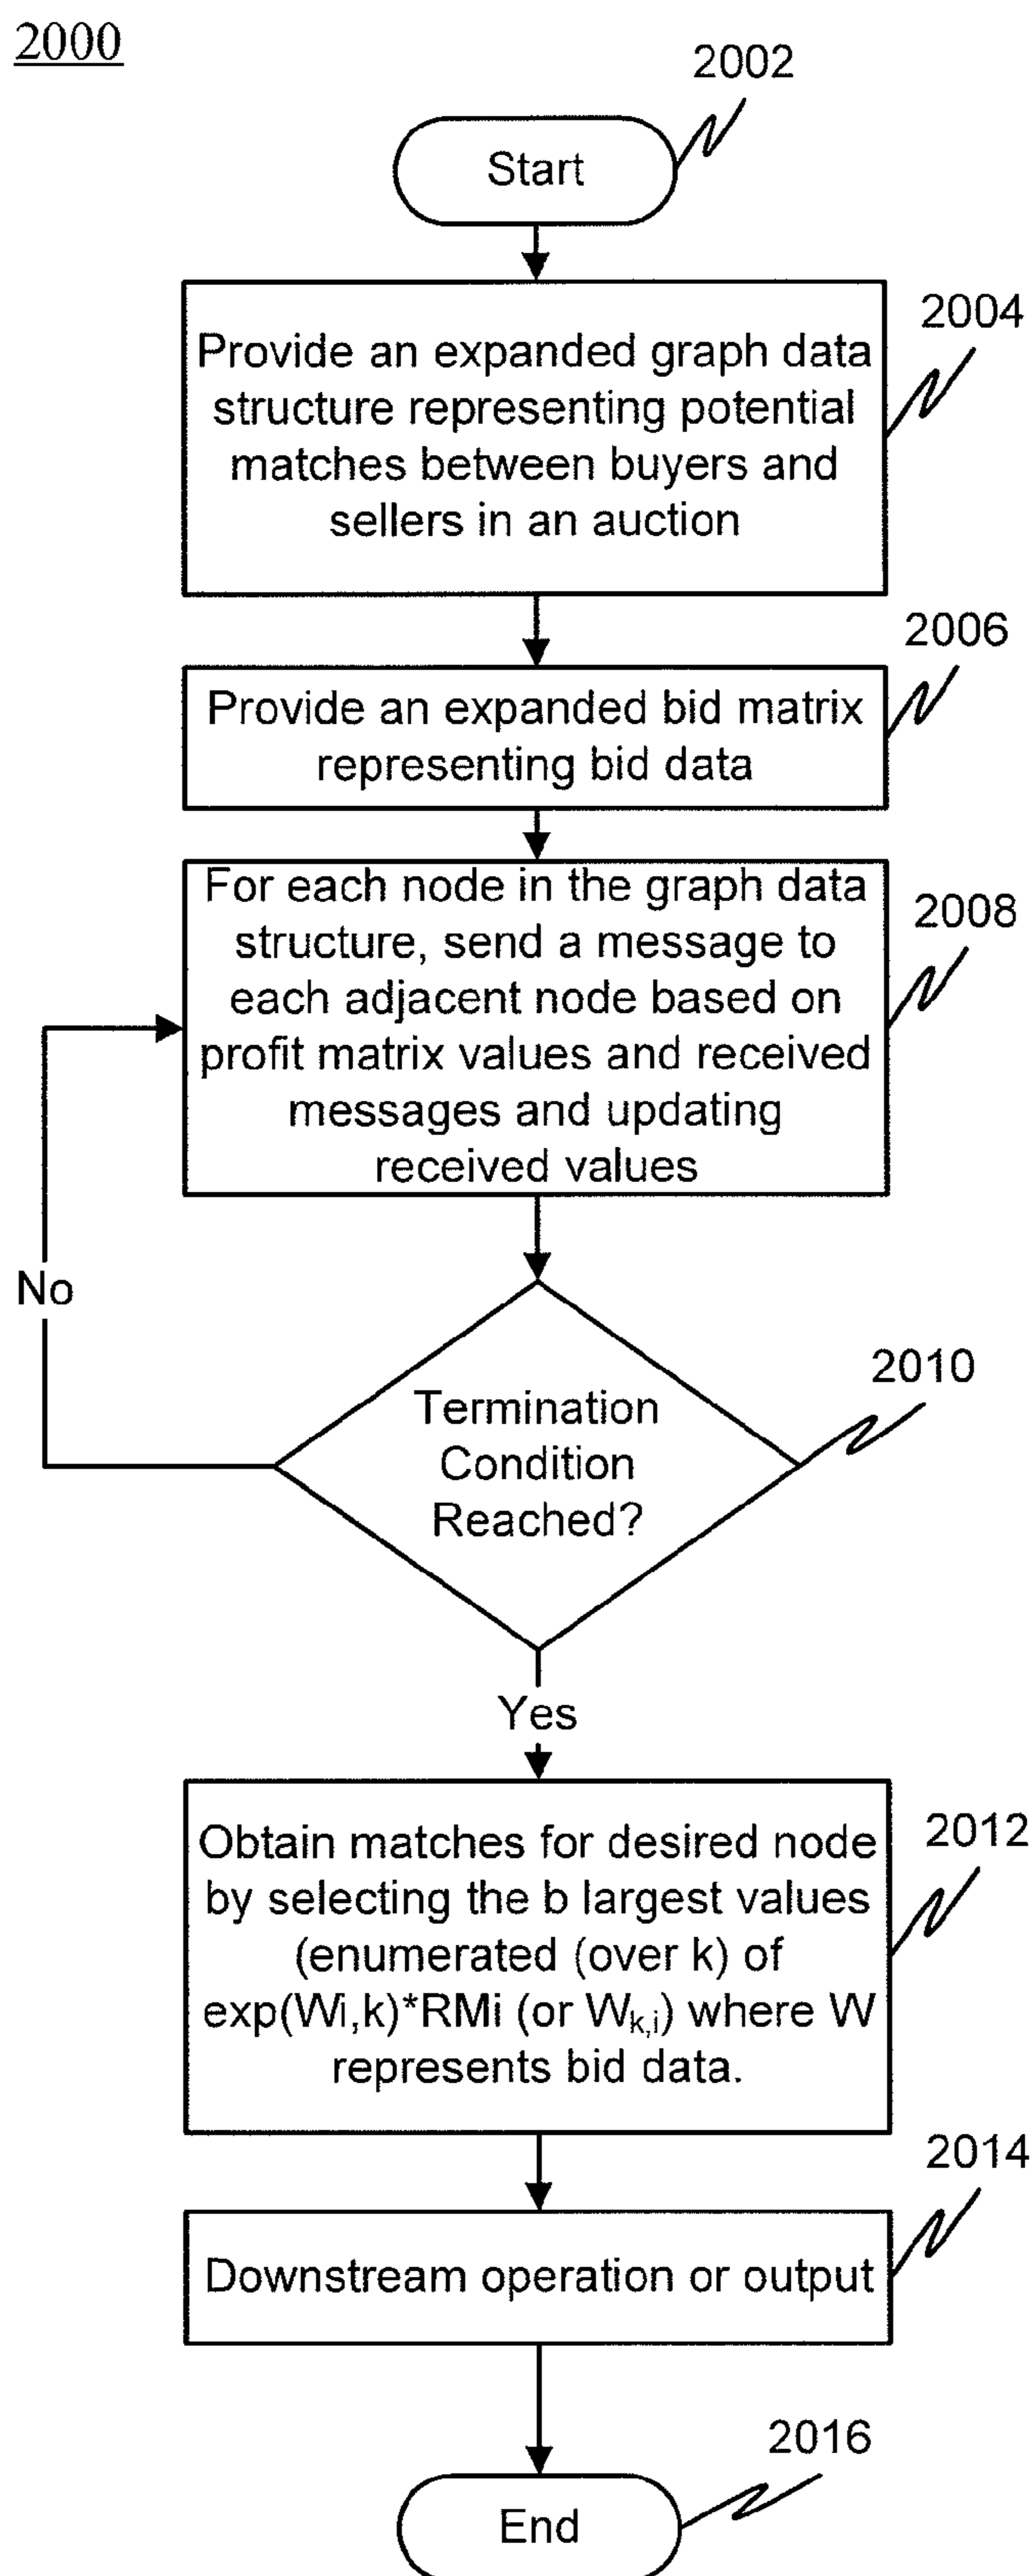 2000
2002
Start
2004
Provide an expanded graph data
structure representing potential
matches between buyers and
sellers in an auction
2006
Provide an expanded bid matrix
representing bid data
2008
For each node in the graph data
structure, send a message to
each adjacent node based on
profit matrix values and received
messages and updating
received values
No
2010
Termination
Condition
Reached?
Yes
2012
Obtain matches for desired node
by selecting the b largest values
(enumerated (over k) of
exp(Wi,k)*RMi (or Wk,i) where W
represents bid data.
2014
Downstream operation or output
2016
End